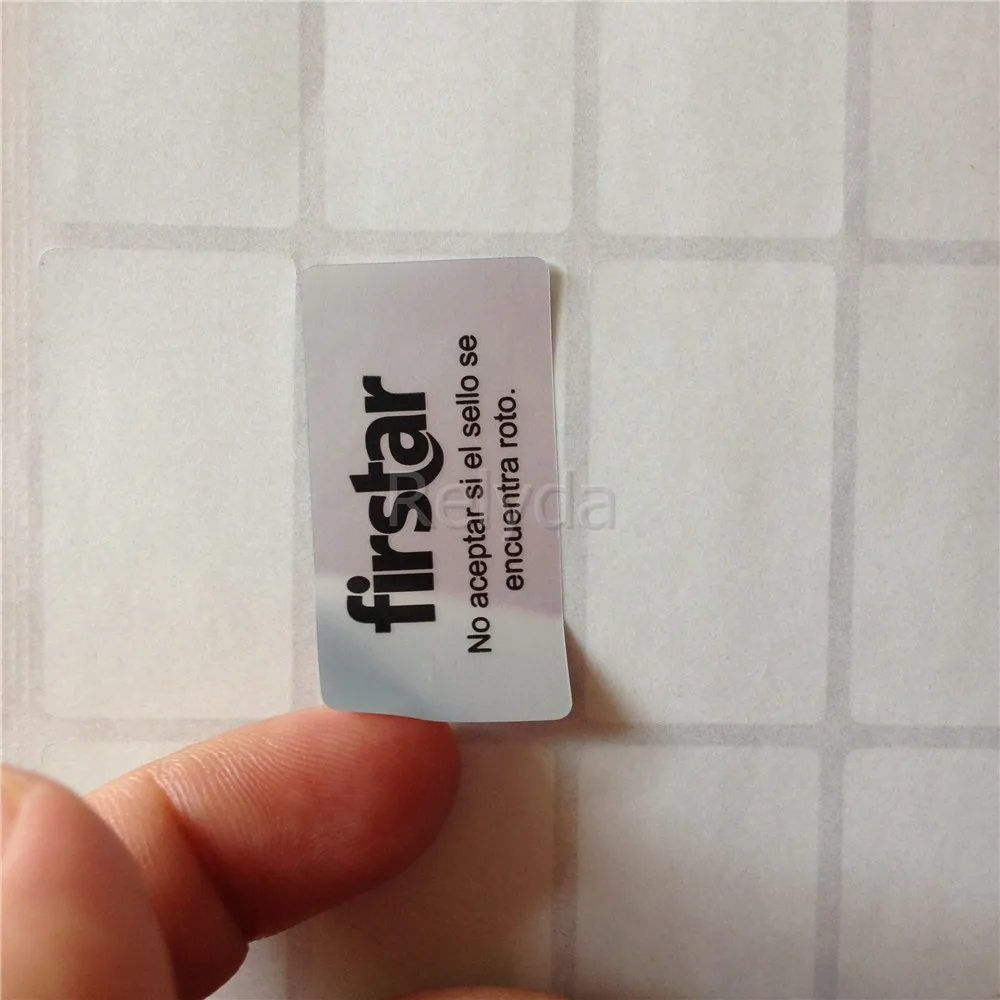 firstar
No aceptar si el sello se
encuentra roto.
Relyda